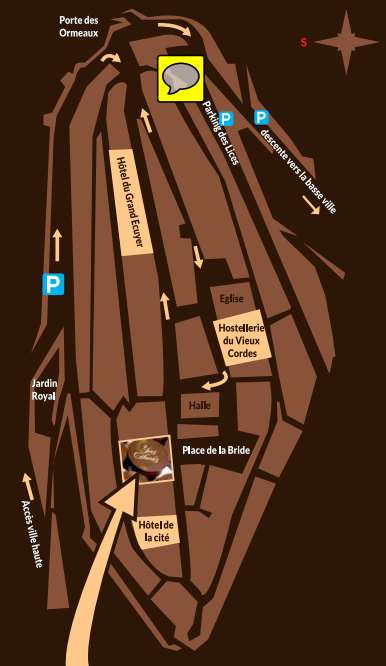 Porte des
Ormeaux
S
P
P
Parking des Lices
descente vers la basse ville
Hôtel du Grand Ecuyer
P
Eglise
Hostellerie
du Vieux
Cordes
Jardin
Royal
Halle
Place de la Bride
Hôtel de
la cité
Accès ville haute